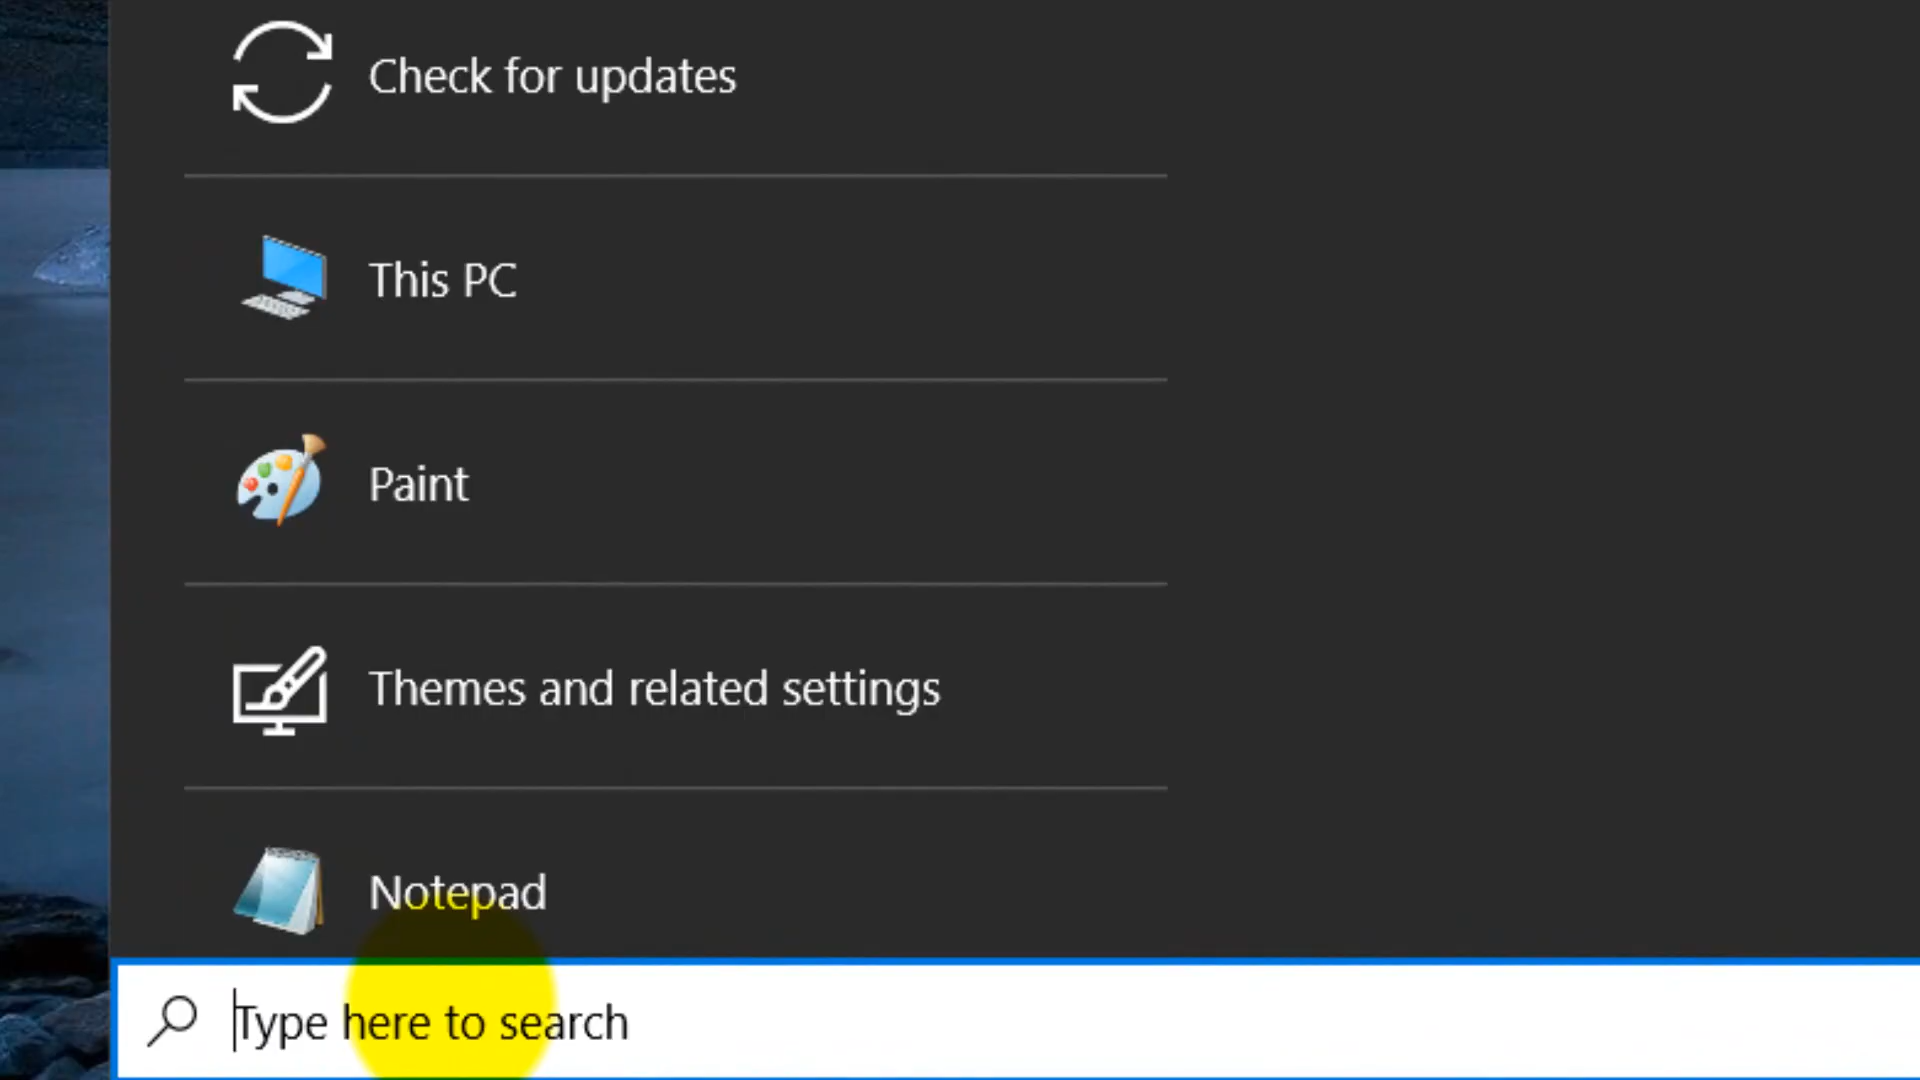 Check for updates
This PC
Paint
Themes and related settings
Notepad
Type here to search